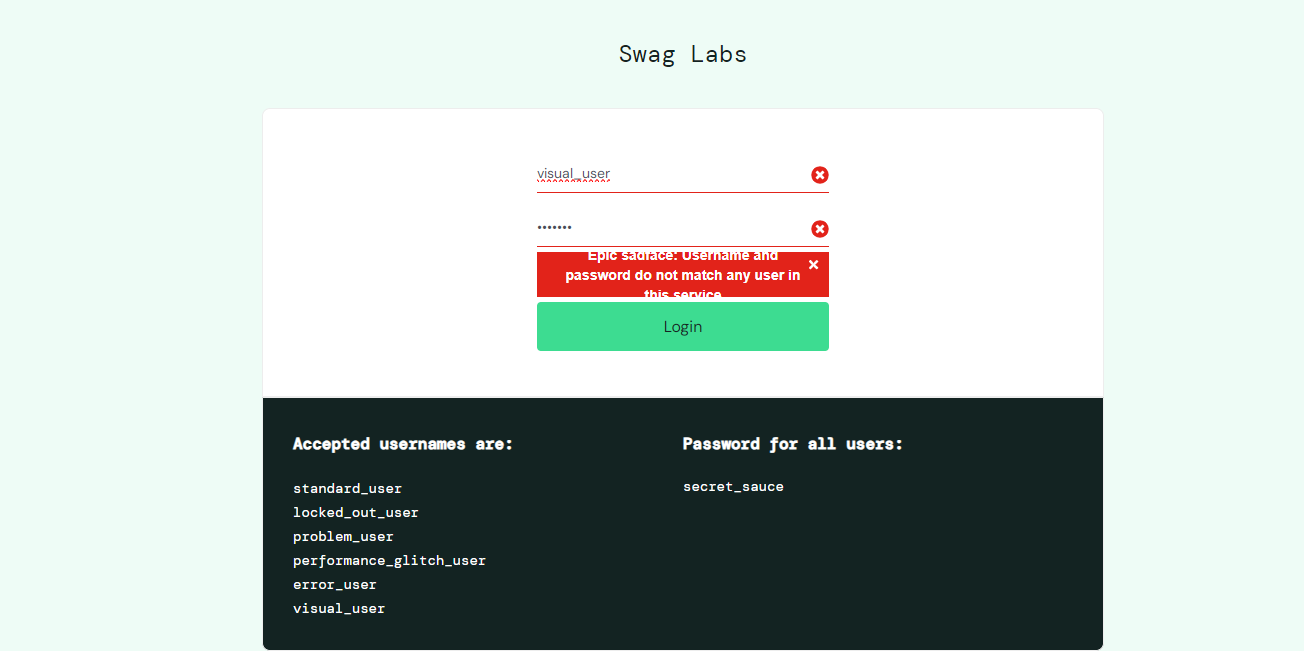 Swag Labs
visual_user
•••••••
Epic sadface: Username and
password do not match any user in
this service
Login
Accepted usernames are:
standard_user
locked_out_user
problem_user
performance_glitch_user
error_user
visual_user
Password for all users:
secret_sauce